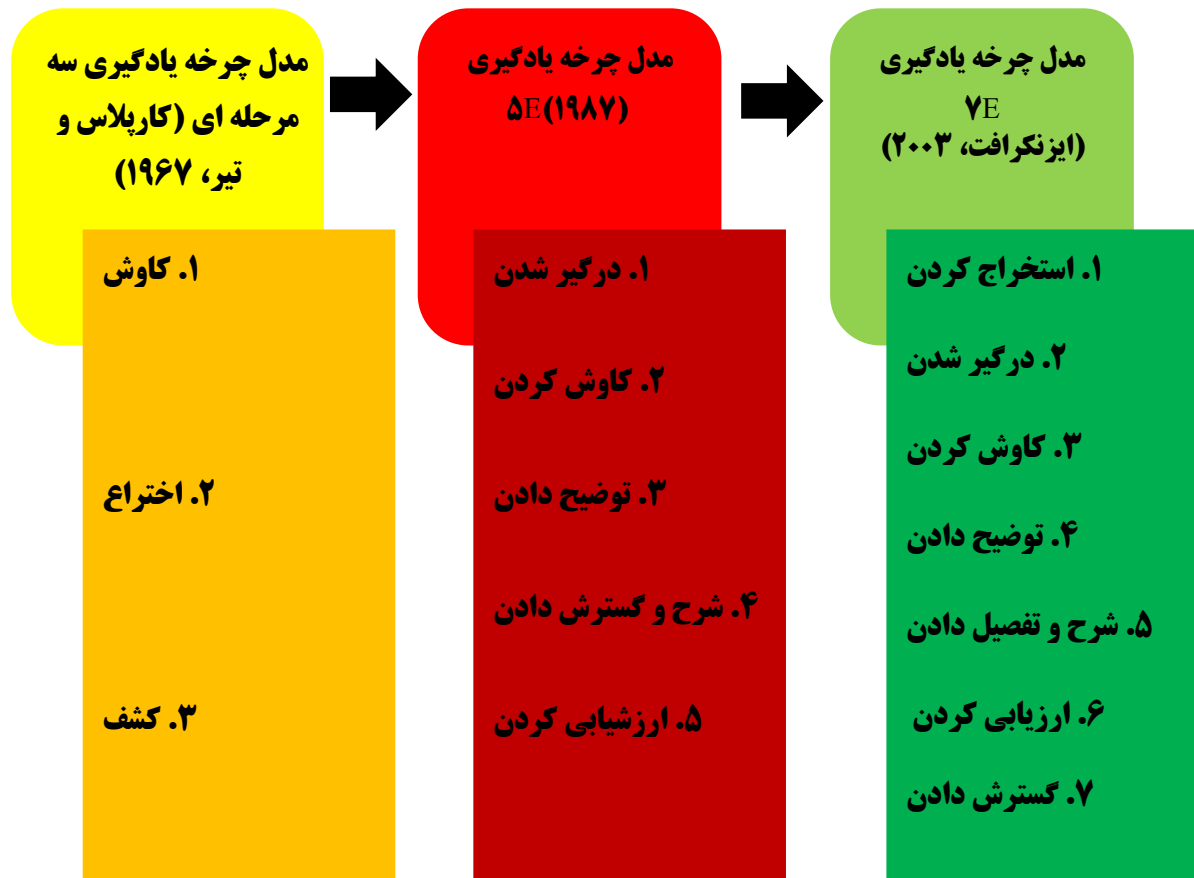 مدل چرخه یادگیری سه
مرحله ای (کارپلاس و
تیر، ۱۹۶۷)
۱. کاوش
۲. اختراع
۳. کشف
مدل چرخه یادگیری
۵E(۱۹۸۷)
۱. درگیر شدن
۲. کاوش کردن
۳. توضیح دادن
۴. شرح و گسترش دادن
۵. ارزشیابی کردن
مدل چرخه یادگیری
۷E
(ایزنکرافت، ۲۰۰۳)
۱. استخراج کردن
۲. درگیر شدن
۳. کاوش کردن
۴. توضیح دادن
۵. شرح و تفصیل دادن
۶. ارزیابی کردن
۷. گسترش دادن